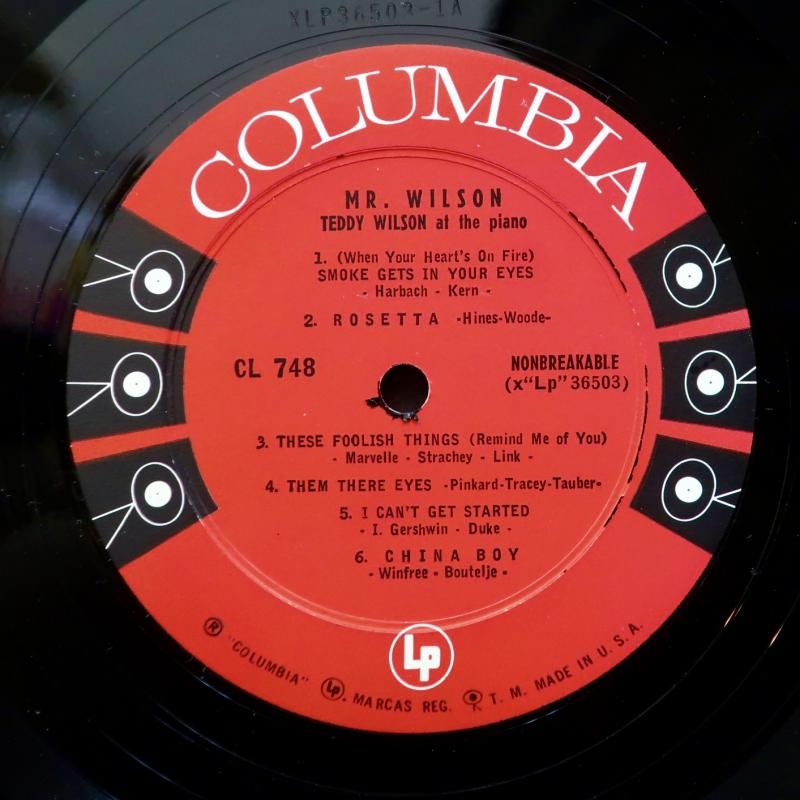 XLP36503-1A
COLUMBIA
MR. WILSON
TEDDY WILSON at the piano
1. (When Your Heart's On Fire)
SMOKE GETS IN YOUR EYES
- Harbach - Kern -
2. ROSETTA -Hines-Woode-
CL 748
NONBREAKABLE
(x"Lp"36503)
3. THESE FOOLISH THINGS (Remind Me of You)
- Marvelle - Strachey - Link -
4. THEM THERE EYES -Pinkard-Tracey-Tauber-
5. I CAN'T GET STARTED
- I. Gershwin - Duke -
6. CHINA BOY
- Winfree - Boutelje -
Lp
® "COLUMBIA" Lp. MARCAS REG. T. M. MADE IN U. S. A.